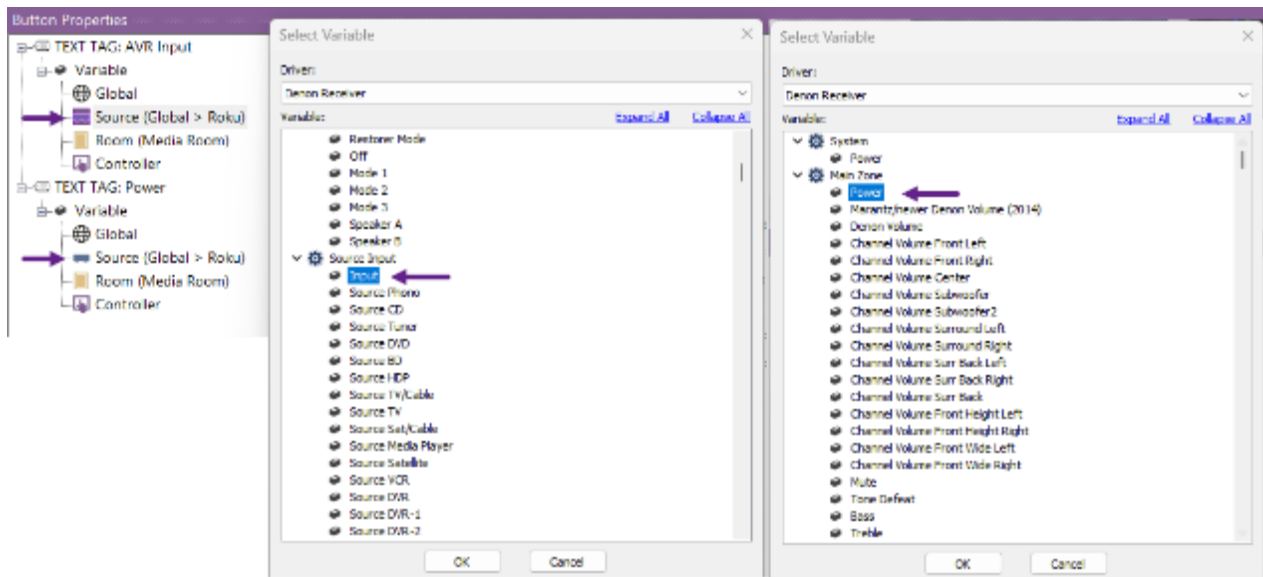 Button Properties
TEXT TAG: AVR Input
Variable
Global
Source (Global > Roku)
Room (Media Room)
Controller
TEXT TAG: Power
Variable
Global
Source (Global > Roku)
Room (Media Room)
Controller
Select Variable
Driver:
Denon Receiver
Variable:
Expand All
Collapse All
Restorer Mode
Off
Mode 1
Mode 2
Mode 3
Speaker A
Speaker B
Source Input
Input
Source Phono
Source CD
Source Tuner
Source DVD
Source BD
Source HDP
Source TV/Cable
Source TV
Source Sat/Cable
Source Media Player
Source Satellite
Source VCR
Source DVR
Source DVR-1
Source DVR-2
OK
Cancel
Select Variable
Driver:
Denon Receiver
Variable:
Expand All
Collapse All
System
Power
Main Zone
Power
Marantz/newer Denon Volume (2014)
Denon Volume
Channel Volume Front Left
Channel Volume Front Right
Channel Volume Center
Channel Volume Subwoofer
Channel Volume Subwoofer2
Channel Volume Surround Left
Channel Volume Surround Right
Channel Volume Surr Back Left
Channel Volume Surr Back Right
Channel Volume Surr Back
Channel Volume Front Height Left
Channel Volume Front Height Right
Channel Volume Front Wide Left
Channel Volume Front Wide Right
Mute
Tone Defeat
Bass
Treble
OK
Cancel